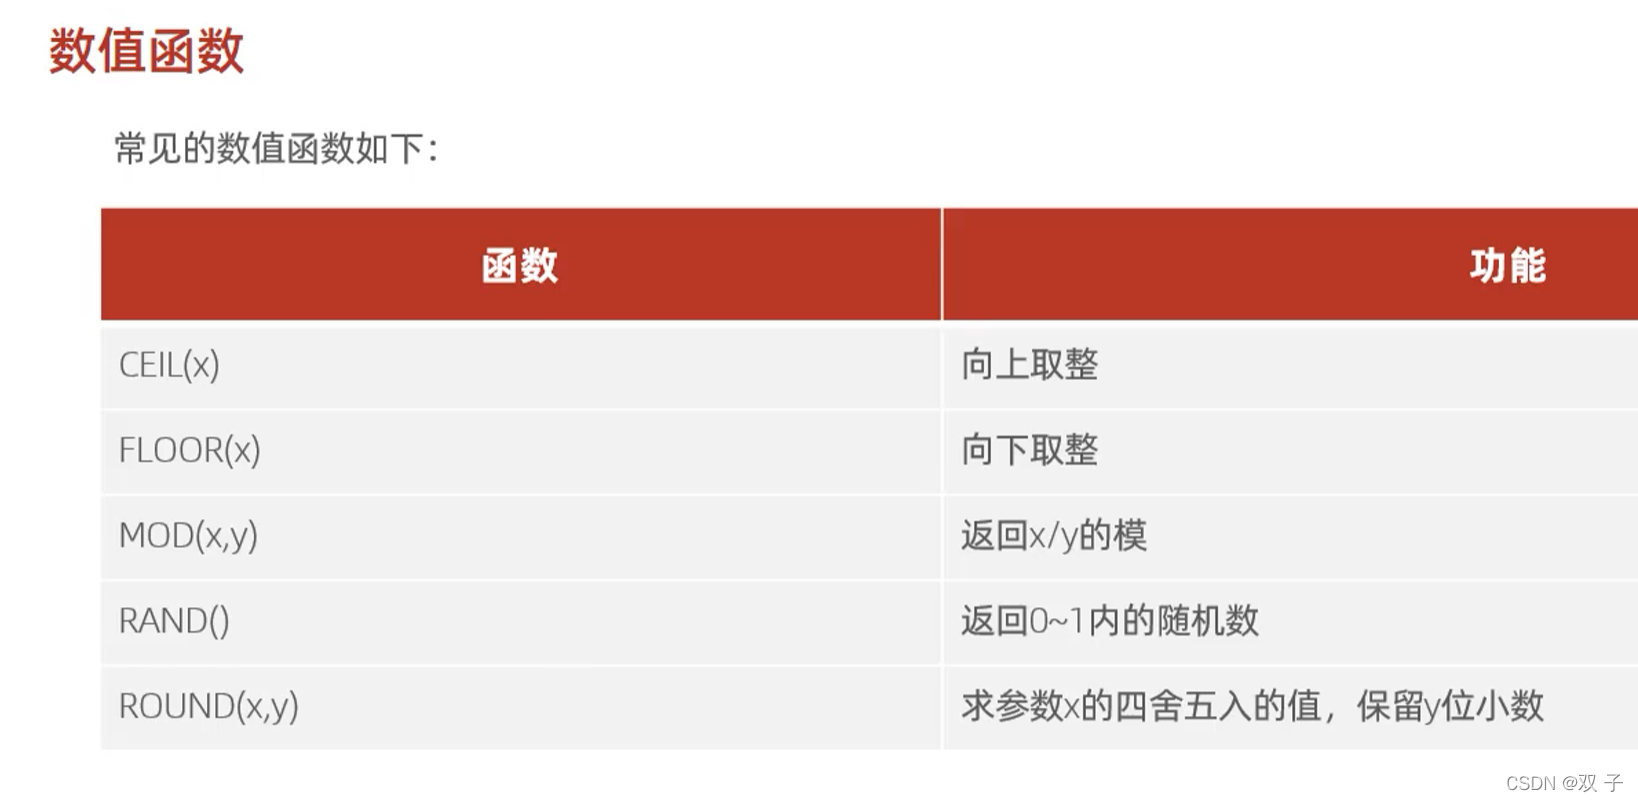 数值函数
常见的数值函数如下：
函数 功能
CEIL(x) 向上取整
FLOOR(x) 向下取整
MOD(x,y) 返回x/y的模
RAND() 返回0~1内的随机数
ROUND(x,y) 求参数x的四舍五入的值，保留y位小数
CSDN @双 子